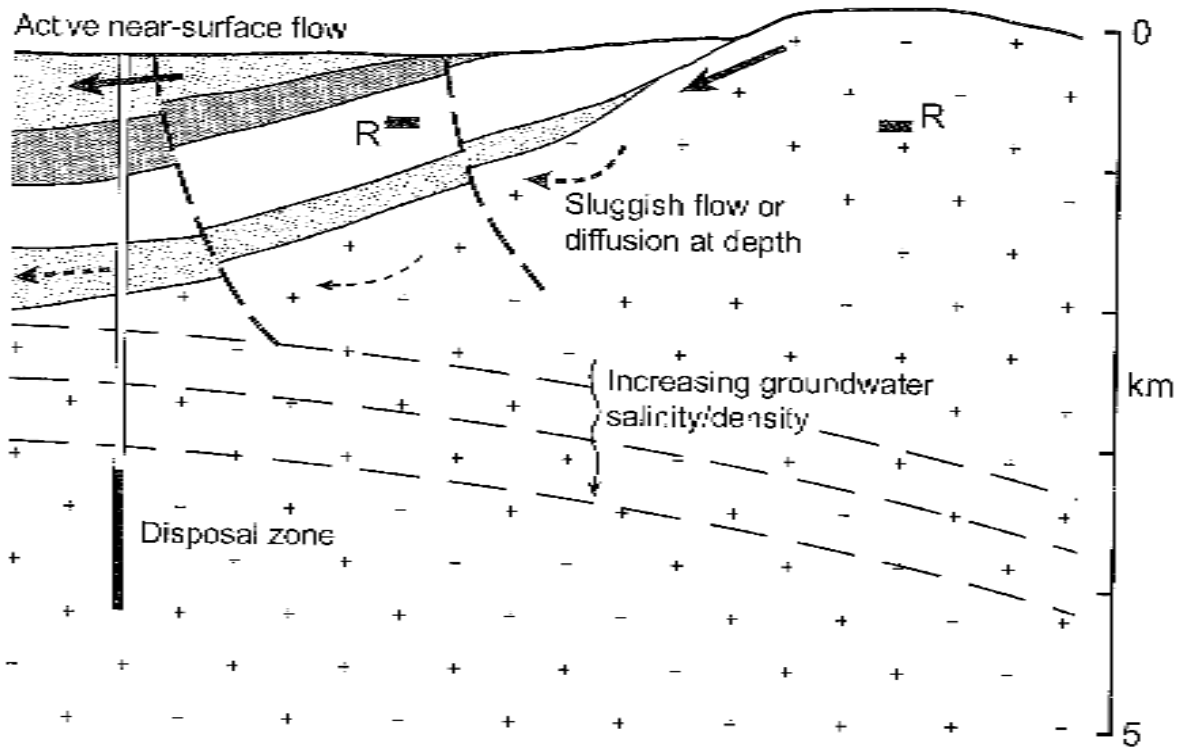 Active near-surface flow
0
R
R
Sluggish flow or
diffusion at depth
Increasing groundwater
salinity/density
km
Disposal zone
5